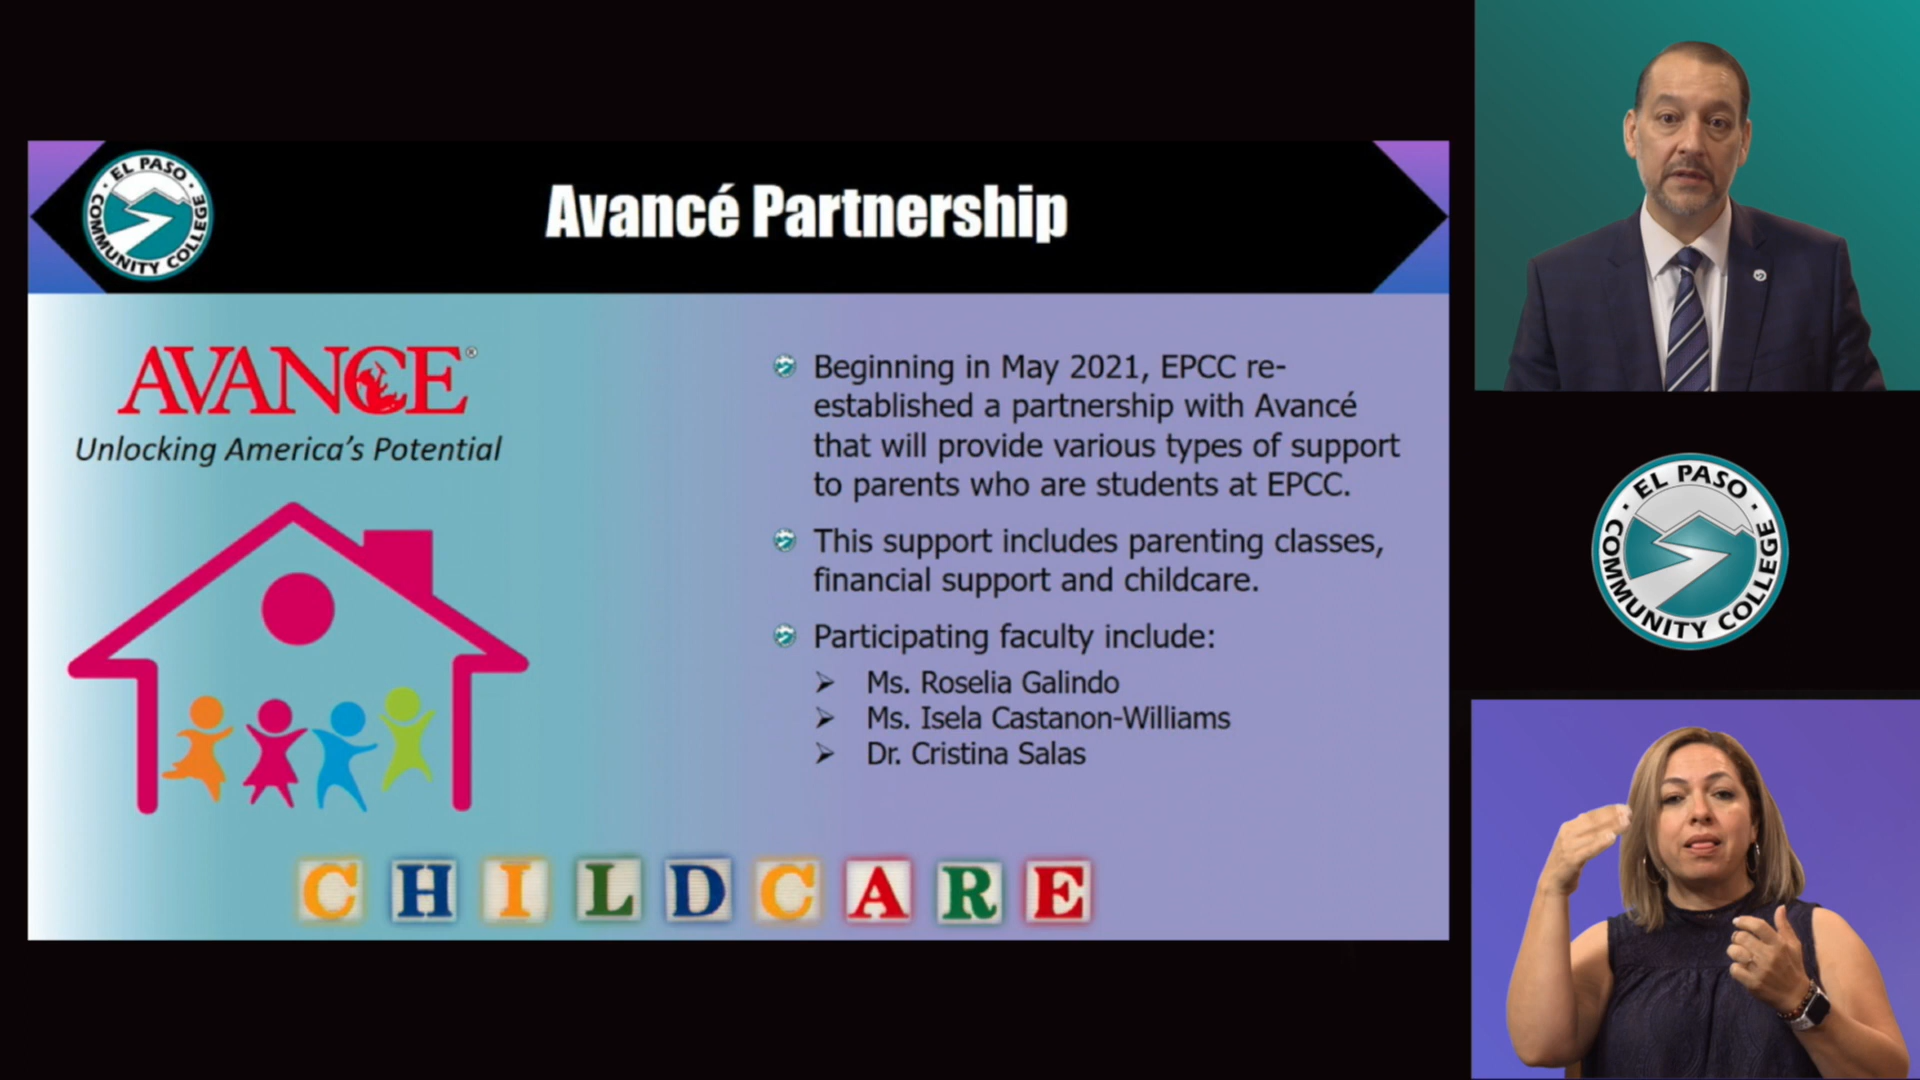 EL PASO
COMMUNITY COLLEGE
Avancé Partnership
AVANCE®
Unlocking America's Potential
Beginning in May 2021, EPCC re-
established a partnership with Avancé
that will provide various types of support
to parents who are students at EPCC.
This support includes parenting classes,
financial support and childcare.
Participating faculty include:
Ms. Roselia Galindo
Ms. Isela Castanon-Williams
Dr. Cristina Salas
CHILDCARE
EL PASO
COMMUNITY COLLEGE